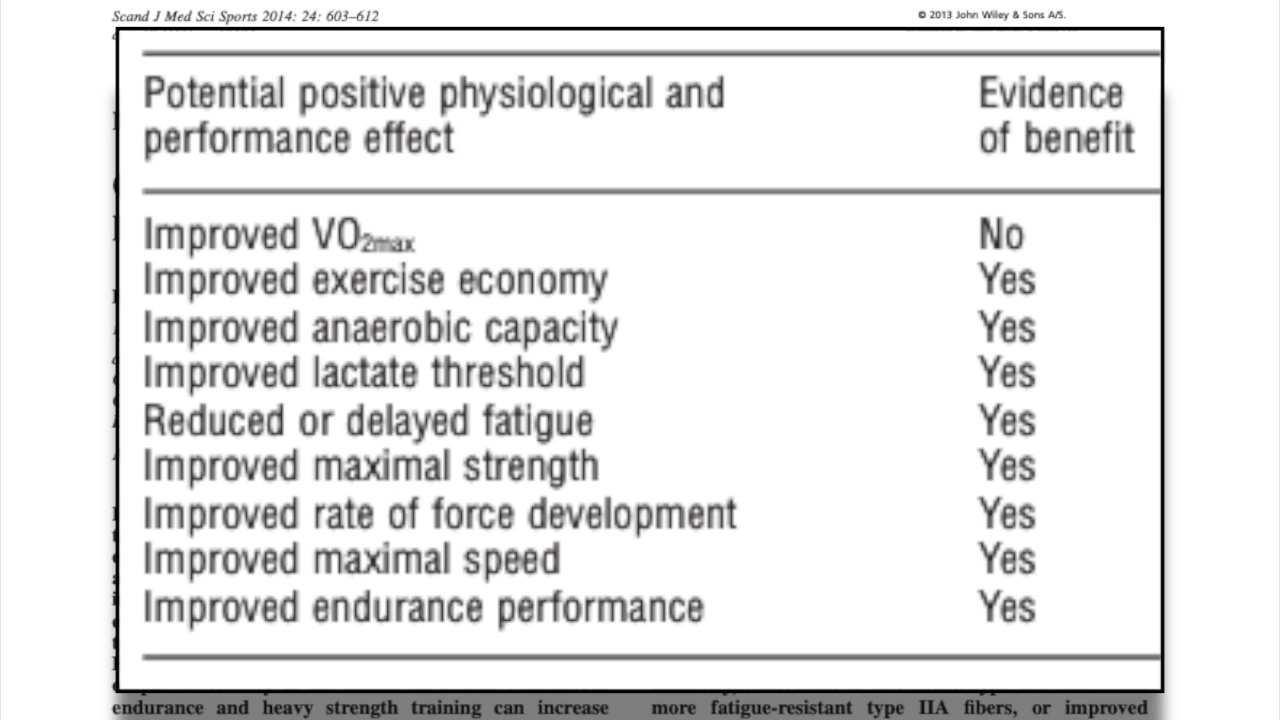 Scand J Med Sci Sports 2014: 24: 603–612
© 2013 John Wiley & Sons A/S.
Potential positive physiological and performance effect
Evidence of benefit
Improved VO2max No
Improved exercise economy Yes
Improved anaerobic capacity Yes
Improved lactate threshold Yes
Reduced or delayed fatigue Yes
Improved maximal strength Yes
Improved rate of force development Yes
Improved maximal speed Yes
Improved endurance performance Yes
endurance and heavy strength training can increase
more fatigue-resistant type IIA fibers, or improved